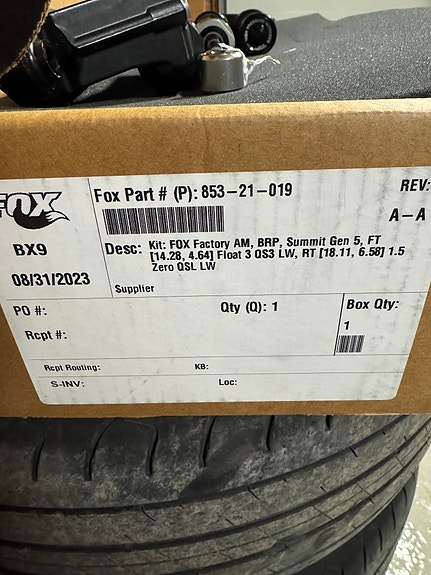 FOX
Fox Part # (P): 853-21-019
REV:
A-A
BX9
08/31/2023
Desc: Kit: FOX Factory AM, BRP, Summit Gen 5, FT
[14.28, 4.64] Float 3 QS3 LW, RT [18.11, 6.58] 1.5
Zero QSL LW
Supplier
PO #:
Qty (Q): 1
Box Qty:
1
Rcpt #:
Rcpt Routing:
KB:
S-INV:
Loc: